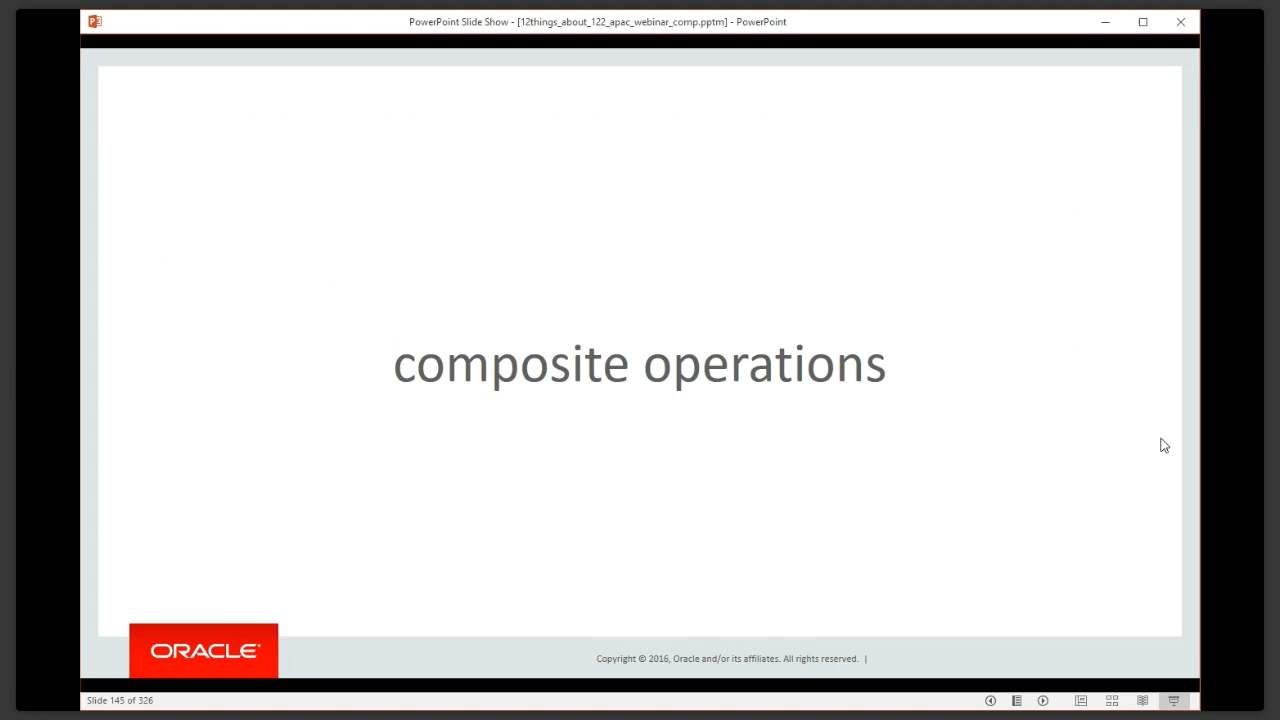 PowerPoint Slide Show - [12things_about_122_apac_webinar_comp.pptm] - PowerPoint
composite operations
ORACLE
Copyright © 2016, Oracle and/or its affiliates. All rights reserved. |
Slide 145 of 326